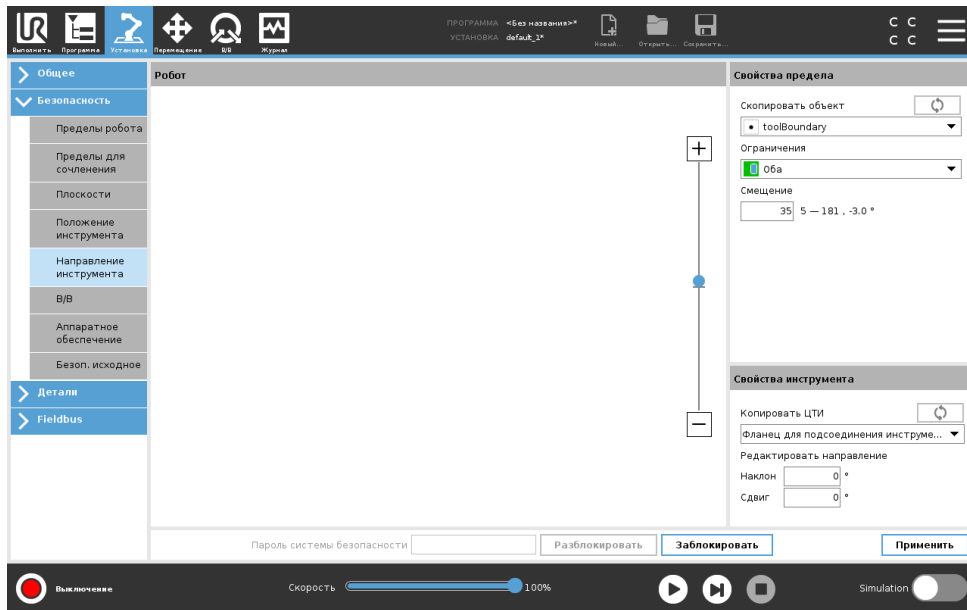 ПРОГРАММА <Без названия>*
УСТАНОВКА default_1*
Выполнить
Программа
Установка
Перемещение
В/В
Журнал
Новый...
Открыть...
Сохранить...
C C
C C
Общее
Безопасность
Пределы робота
Пределы для
сочленения
Плоскости
Положение
инструмента
Направление
инструмента
В/В
Аппаратное
обеспечение
Безоп. исходное
Детали
Fieldbus
Робот
Свойства предела
Скопировать объект
toolBoundary
Ограничения
Оба
Смещение
35 5 — 181 , -3.0 °
Свойства инструмента
Копировать ЦТИ
Фланец для подсоединения инструме...
Редактировать направление
Наклон 0 °
Сдвиг 0 °
Пароль системы безопасности
Разблокировать
Заблокировать
Применить
Выключение
Скорость
100%
Simulation